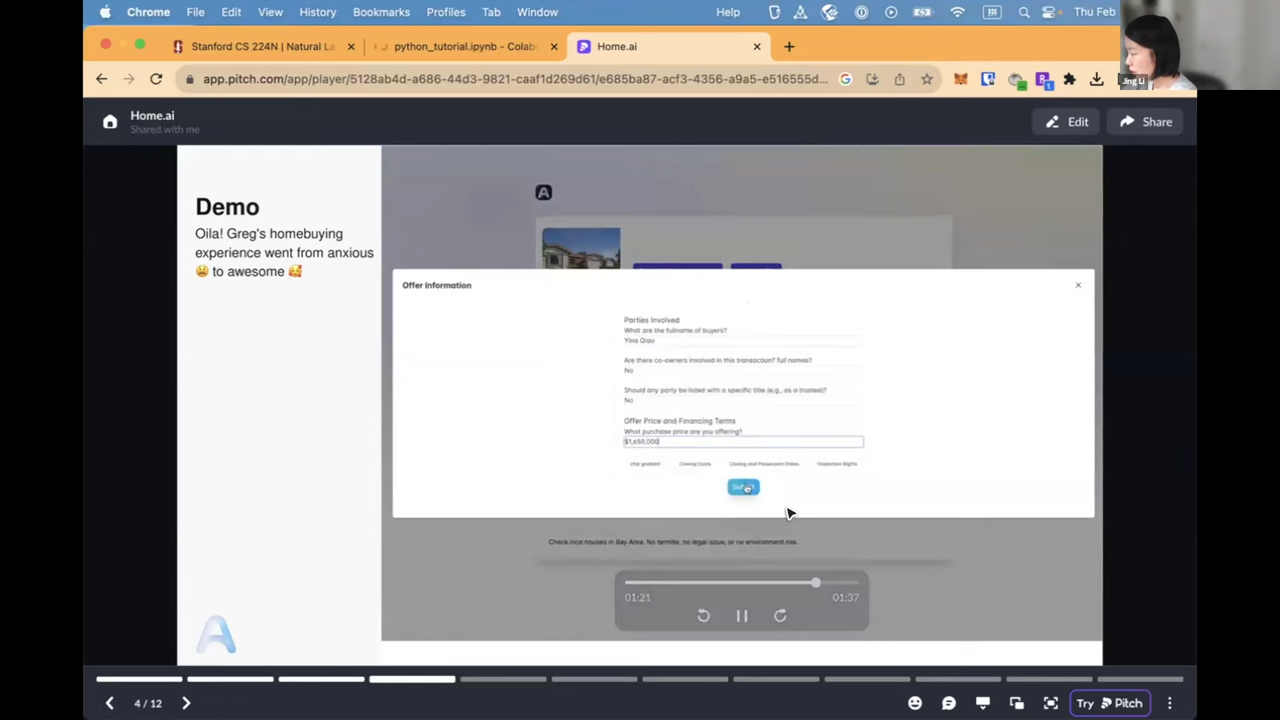 Chrome File Edit View History Bookmarks Profiles Tab Window Help Thu Feb
Stanford CS 224N | Natural La
python_tutorial.ipynb - Colab
Home.ai
app.pitch.com/app/player/5128ab4d-a686-44d3-9821-caaf1d269d61/e685ba87-acf3-4356-a9a5-e516555d...
Jing Li
Home.ai
Shared with me
Edit
Share
Demo
Oila! Greg's homebuying
experience went from anxious
😩 to awesome 🥰
Offer Information
Parties Involved
What are the fullname of buyers?
Ying Qiao
Are there co-owners involved in this transaction? full names?
No
Should any party be listed with a specific title (e.g., as a trustee)?
No
Offer Price and Financing Terms
What purchase price are you offering?
$1,650,000
Closing Costs Closing and Possession Dates Inspection Rights
Check nice houses in Bay Area. No termite, no legal issue, or no environment risk.
01:21 01:37
4 / 12
Try Pitch